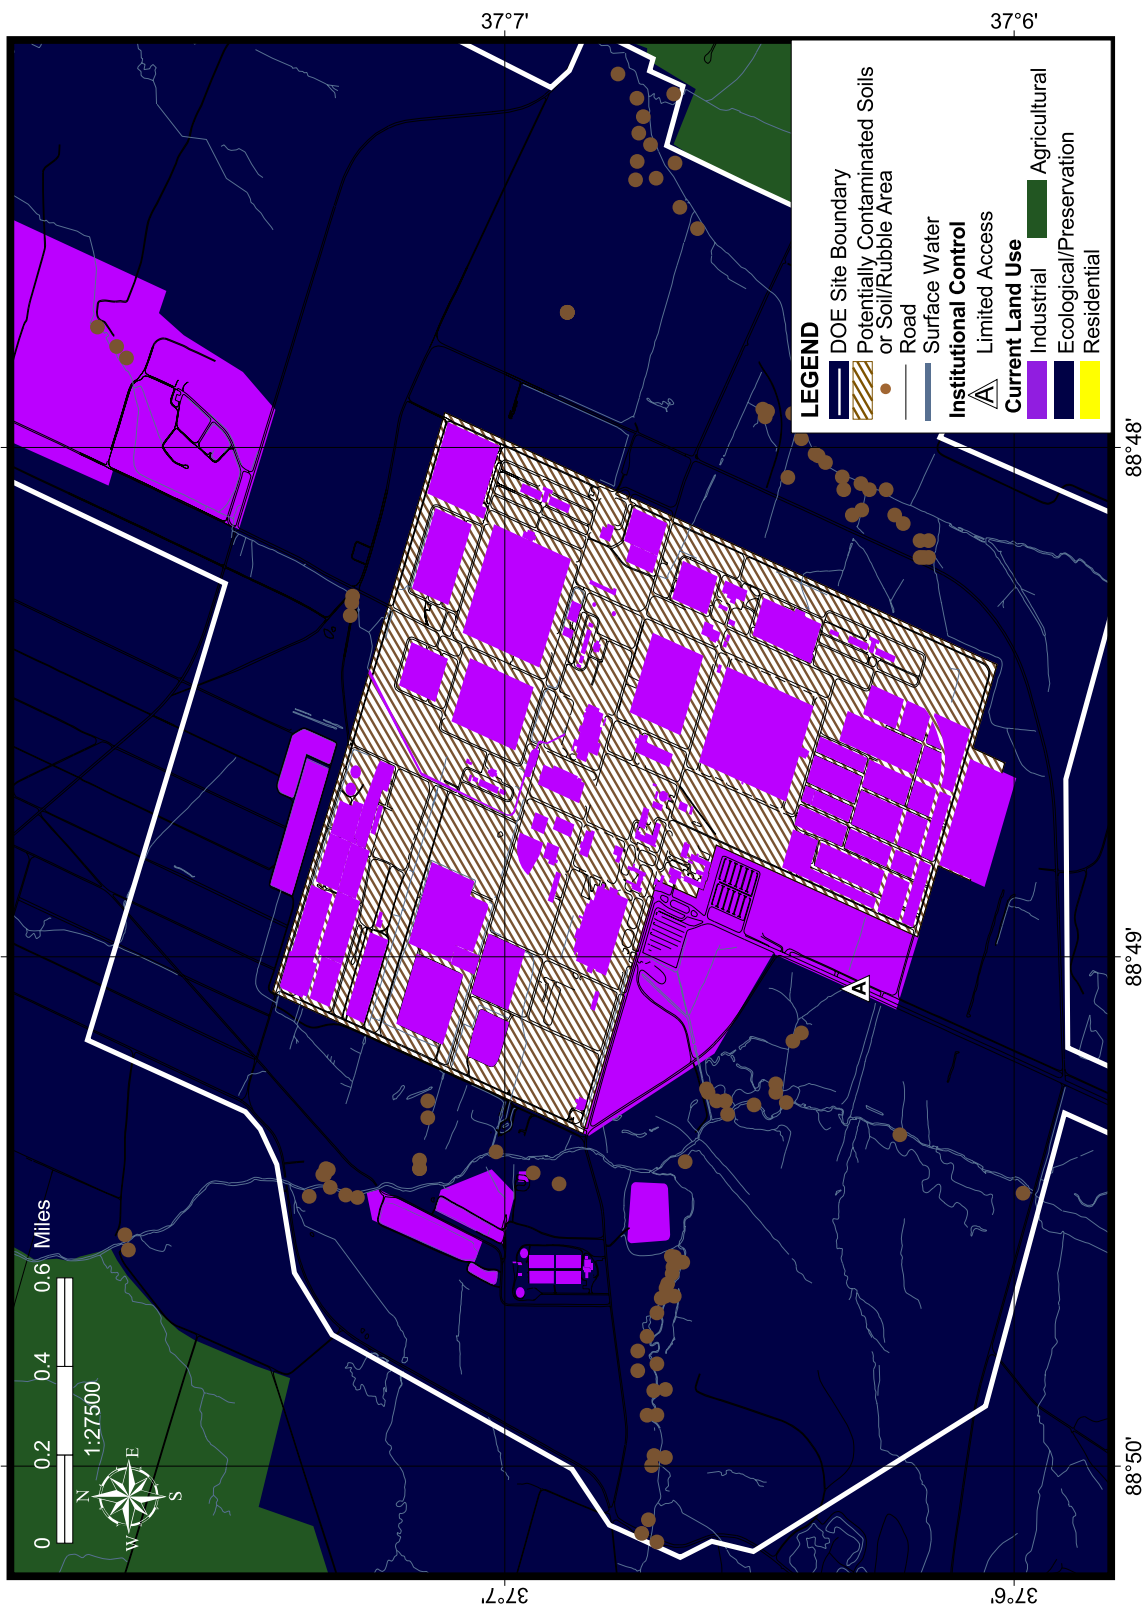 37°7'
37°6'
88°48'
88°49'
88°50'
37°7'
37°6'
LEGEND
DOE Site Boundary
Potentially Contaminated Soils
or Soil/Rubble Area
Road
Surface Water
Institutional Control
A Limited Access
Current Land Use
Industrial Agricultural
Ecological/Preservation
Residential
A
0 0.2 0.4 0.6 Miles
1:27500
N
W E
S